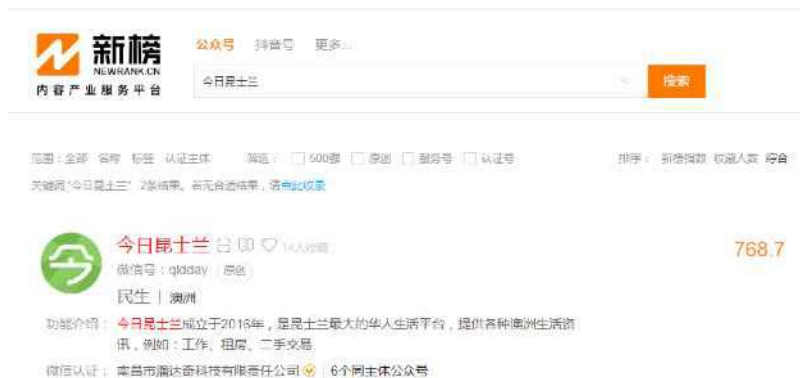 新榜
NEWRANK.CN
内容产业服务平台
公众号 抖音号 更多...
今日昆士兰
搜索
范围：全部 名称 标签 认证主体 筛选： 500强 原创 服务号 认证号 排序： 新榜指数 收藏人数 综合
关键词“今日昆士兰” 2条结果。若无合适结果，请点此收录
今
今日昆士兰 14人收藏 768.7
微信号：qldday 原创
民生 | 澳洲
功能介绍： 今日昆士兰成立于2016年，是昆士兰最大的华人生活平台，提供各种澳洲生活资
讯，例如：工作、租房、二手交易
微信认证： 南昌市 达奇科技有限责任公司 6个同主体公众号